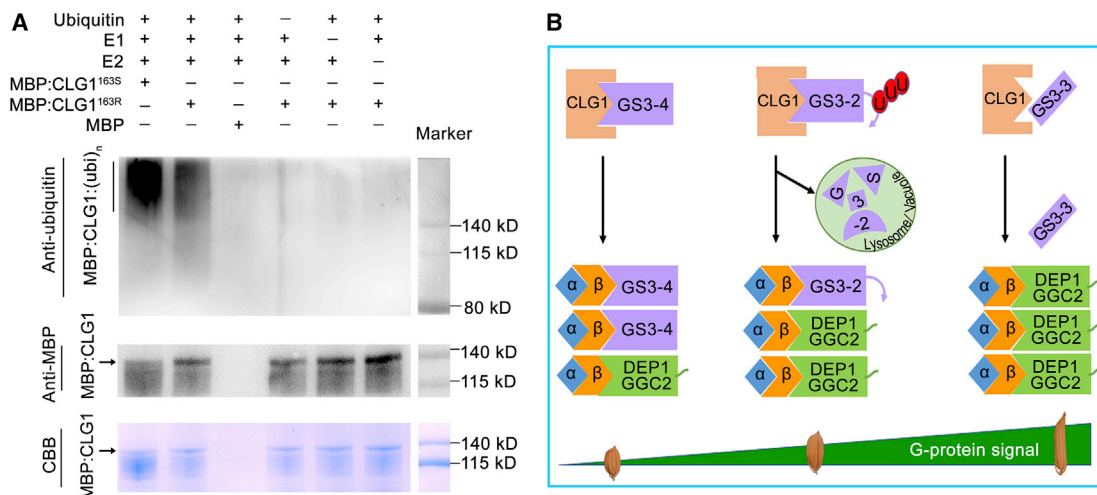 A
Ubiquitin + + + − + +
E1 + + + + − +
E2 + + + + + −
MBP:CLG1163S + − − − − −
MBP:CLG1163R − + − + + +
MBP − − + − − −
Marker
Anti-ubiquitin
MBP:CLG1:(ubi)n
140 kD
115 kD
80 kD
Anti-MBP
MBP:CLG1
140 kD
115 kD
CBB
MBP:CLG1
140 kD
115 kD
B
CLG1 GS3-4
CLG1 GS3-2 U U U
CLG1 GS3-3
G S 3 -2
Lysosome/Vacuole
GS3-3
α β GS3-4
α β GS3-4
α β DEP1
GGC2
α β GS3-2
α β DEP1
GGC2
α β DEP1
GGC2
α β DEP1
GGC2
α β DEP1
GGC2
α β DEP1
GGC2
G-protein signal